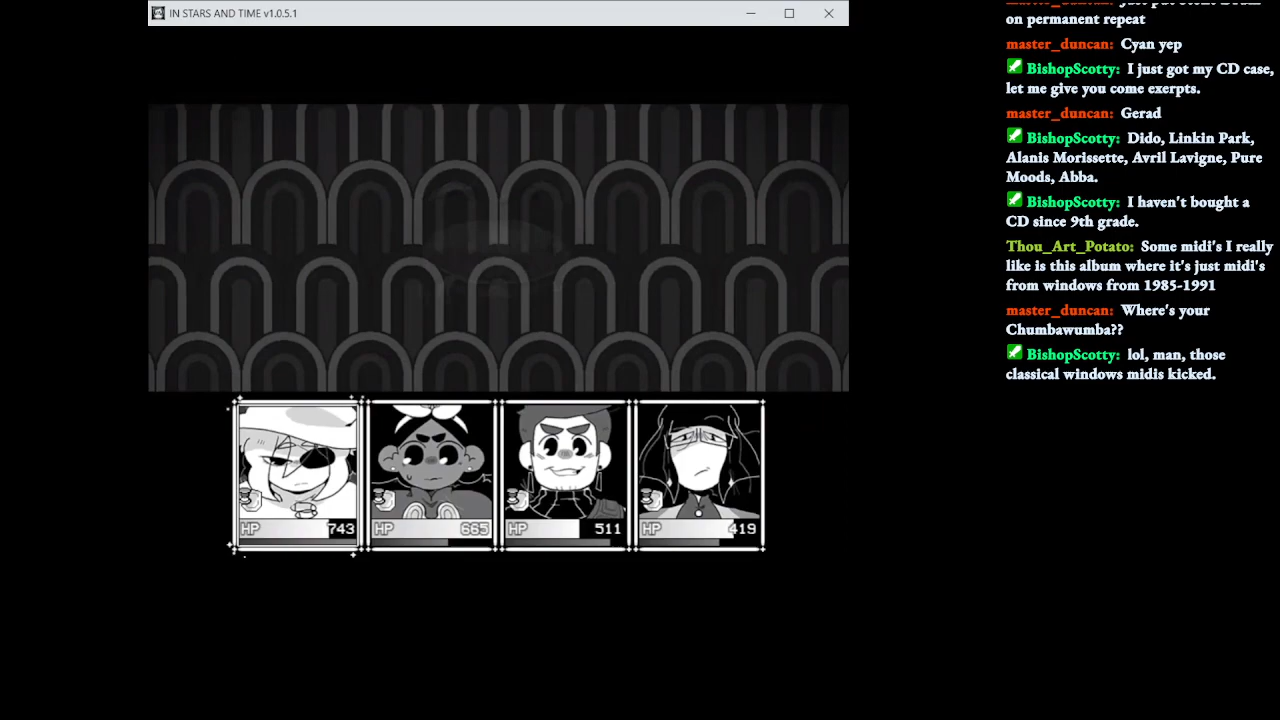 IN STARS AND TIME v1.0.5.1
on permanent repeat
master_duncan: Cyan yep
BishopScotty: I just got my CD case,
let me give you come exerpts.
master_duncan: Gerad
BishopScotty: Dido, Linkin Park,
Alanis Morissette, Avril Lavigne, Pure
Moods, Abba.
BishopScotty: I haven't bought a
CD since 9th grade.
Thou_Art_Potato: Some midi's I really
like is this album where it's just midi's
from windows from 1985-1991
master_duncan: Where's your
Chumbawumba??
BishopScotty: lol, man, those
classical windows midis kicked.
HP 743
HP 665
HP 511
HP 419